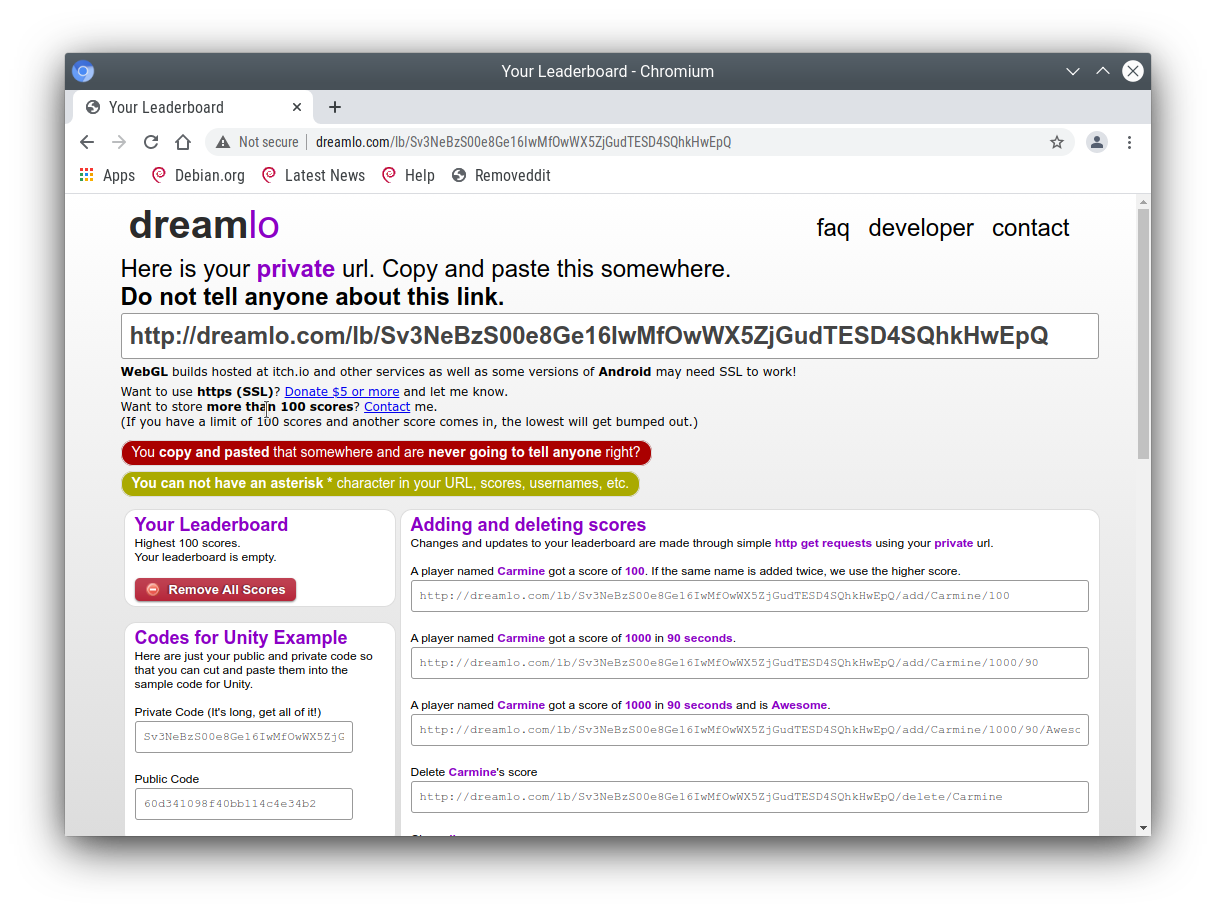 Your Leaderboard - Chromium
Your Leaderboard
Not secure
dreamlo.com/lb/Sv3NeBzS00e8Ge16IwMfOwWX5ZjGudTESD4SQhkHwEpQ
Apps Debian.org Latest News Help Removeddit
dreamlo
faq developer contact
Here is your private url. Copy and paste this somewhere.
Do not tell anyone about this link.
http://dreamlo.com/lb/Sv3NeBzS00e8Ge16IwMfOwWX5ZjGudTESD4SQhkHwEpQ
WebGL builds hosted at itch.io and other services as well as some versions of Android may need SSL to work!
Want to use https (SSL)? Donate $5 or more and let me know.
Want to store more than 100 scores? Contact me.
(If you have a limit of 100 scores and another score comes in, the lowest will get bumped out.)
You copy and pasted that somewhere and are never going to tell anyone right?
You can not have an asterisk * character in your URL, scores, usernames, etc.
Your Leaderboard
Highest 100 scores.
Your leaderboard is empty.
Remove All Scores
Codes for Unity Example
Here are just your public and private code so
that you can cut and paste them into the
sample code for Unity.
Private Code (It's long, get all of it!)
Sv3NeBzS00e8Ge16IwMfOwWX5ZjG
Public Code
60d341098f40bb114c4e34b2
Adding and deleting scores
Changes and updates to your leaderboard are made through simple http get requests using your private url.
A player named Carmine got a score of 100. If the same name is added twice, we use the higher score.
http://dreamlo.com/lb/Sv3NeBzS00e8Ge16IwMfOwWX5ZjGudTESD4SQhkHwEpQ/add/Carmine/100
A player named Carmine got a score of 1000 in 90 seconds.
http://dreamlo.com/lb/Sv3NeBzS00e8Ge16IwMfOwWX5ZjGudTESD4SQhkHwEpQ/add/Carmine/1000/90
A player named Carmine got a score of 1000 in 90 seconds and is Awesome.
http://dreamlo.com/lb/Sv3NeBzS00e8Ge16IwMfOwWX5ZjGudTESD4SQhkHwEpQ/add/Carmine/1000/90/Awesc
Delete Carmine's score
http://dreamlo.com/lb/Sv3NeBzS00e8Ge16IwMfOwWX5ZjGudTESD4SQhkHwEpQ/delete/Carmine